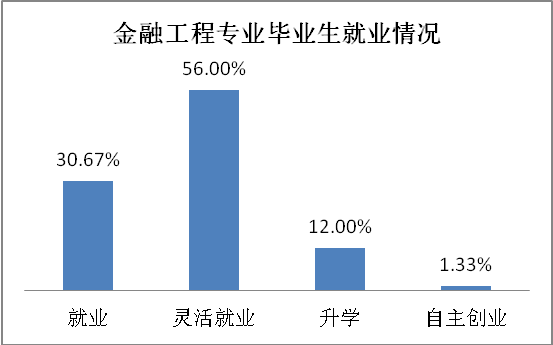 金融工程专业毕业生就业情况
56.00%
30.67%
12.00%
1.33%
就业 灵活就业 升学 自主创业